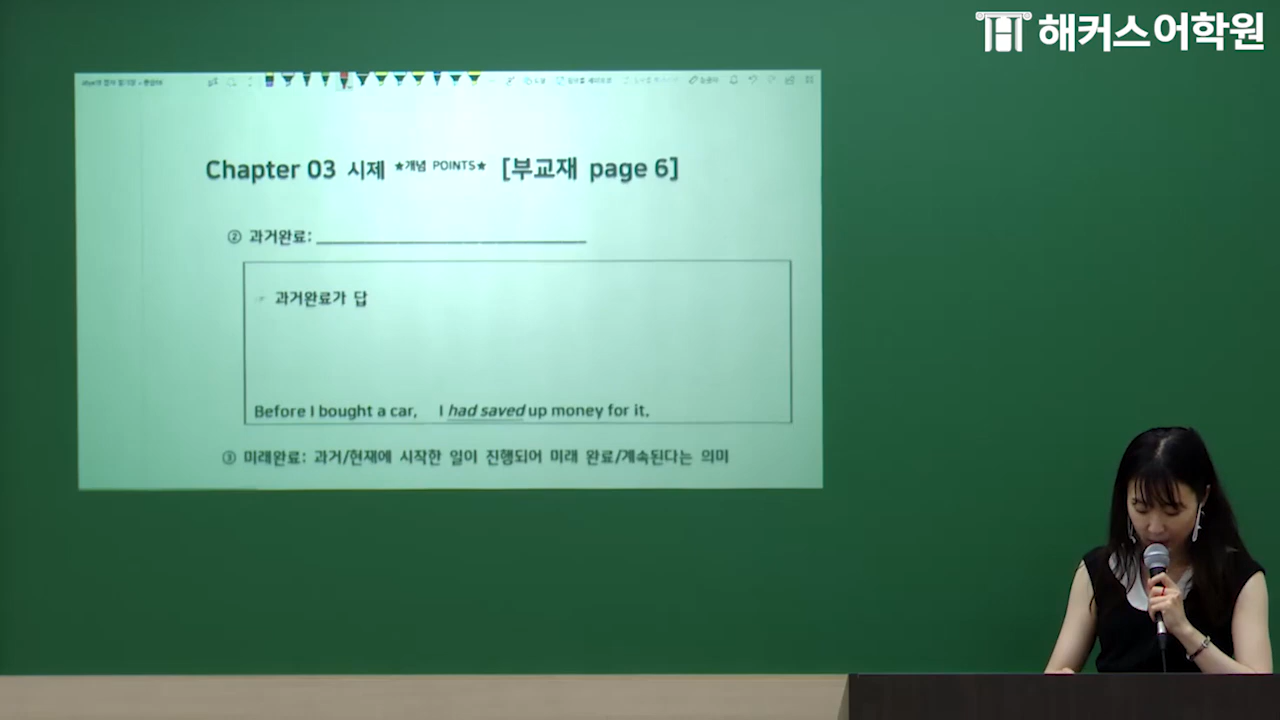 해커스어학원
Chapter 03 시제 ★개념 POINTS★ [부교재 page 6]
② 과거완료: ______________________________
☞ 과거완료가 답
Before I bought a car, I had saved up money for it.
③ 미래완료: 과거/현재에 시작한 일이 진행되어 미래 완료/계속된다는 의미